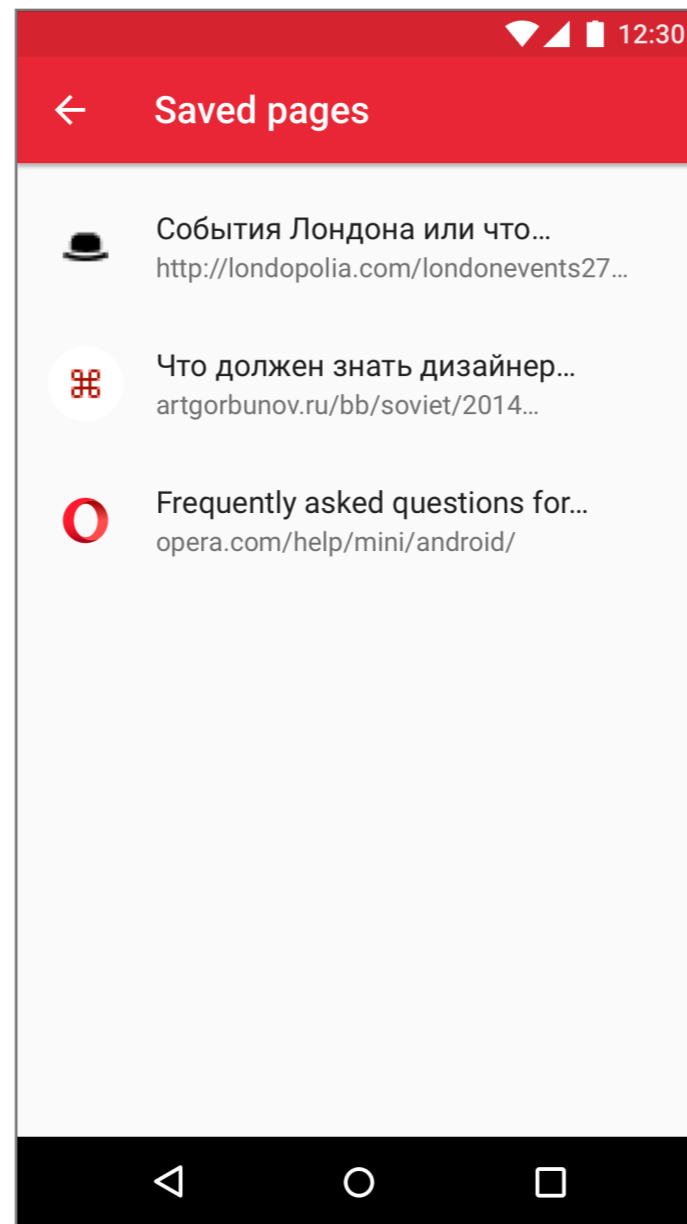 12:30
Saved pages
События Лондона или что…
http://londopolia.com/londonevents27…
Что должен знать дизайнер…
artgorbunov.ru/bb/soviet/2014…
Frequently asked questions for…
opera.com/help/mini/android/